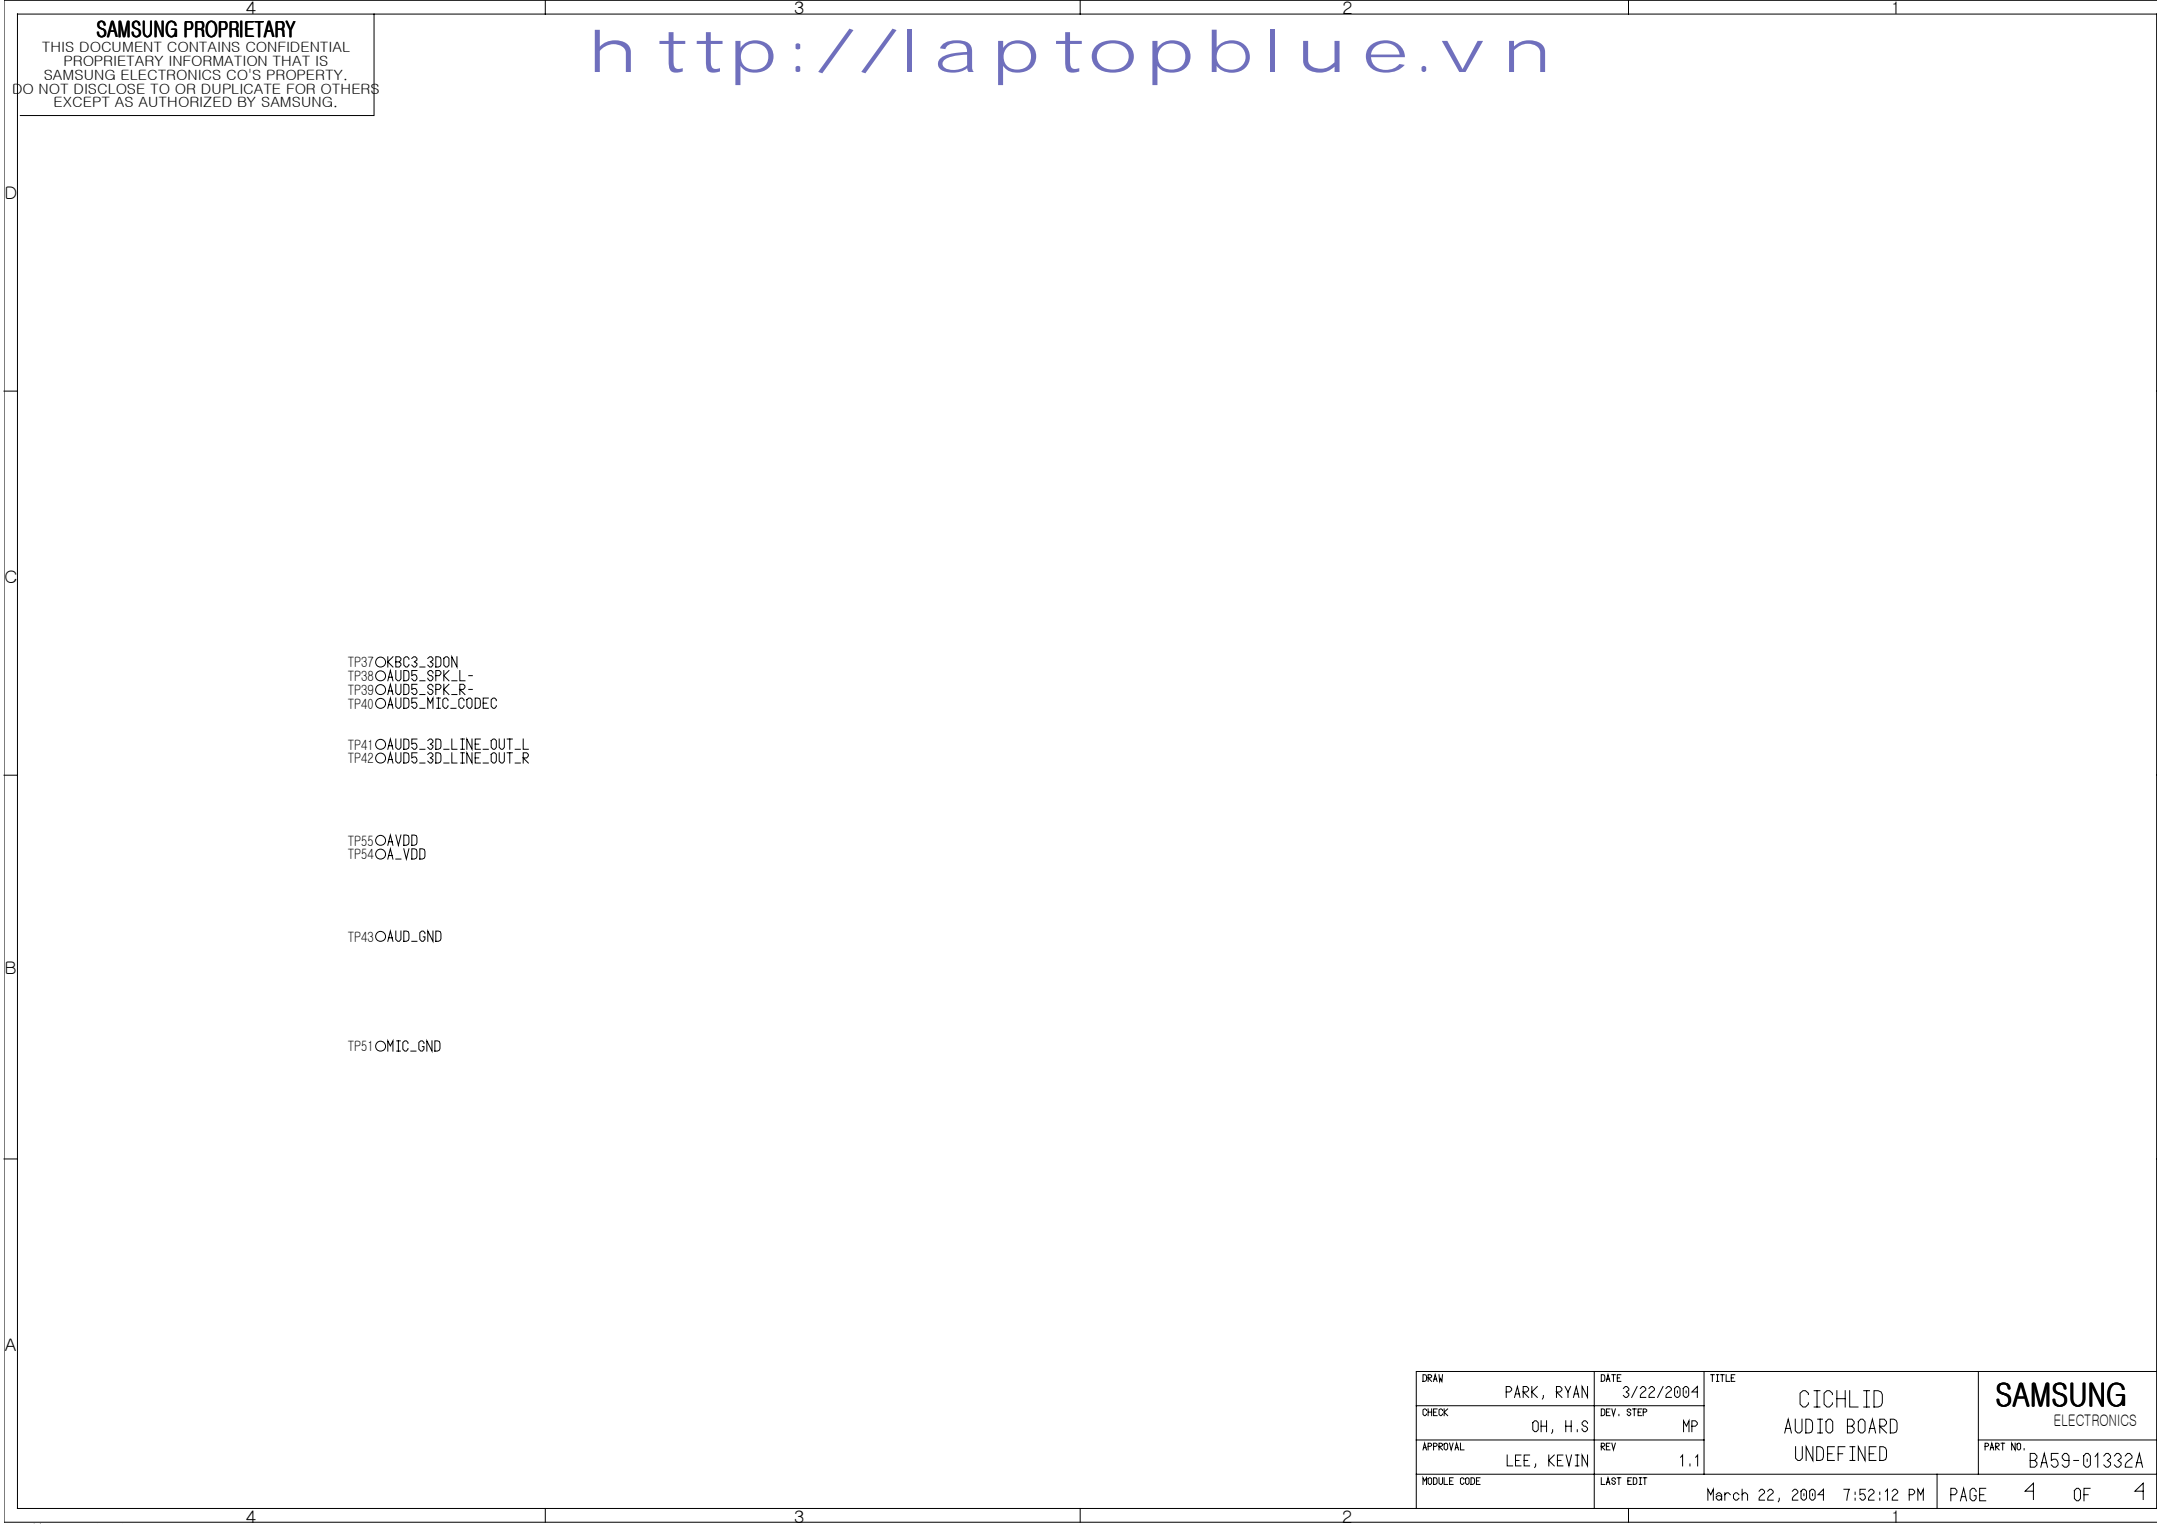 4 3 2 1
SAMSUNG PROPRIETARY
THIS DOCUMENT CONTAINS CONFIDENTIAL
PROPRIETARY INFORMATION THAT IS
SAMSUNG ELECTRONICS CO'S PROPERTY.
DO NOT DISCLOSE TO OR DUPLICATE FOR OTHERS
EXCEPT AS AUTHORIZED BY SAMSUNG.
http://laptopblue.vn
D
C
TP37 KBC3_3DON
TP38 AUD5_SPK_L-
TP39 AUD5_SPK_R-
TP40 AUD5_MIC_CODEC
TP41 AUD5_3D_LINE_OUT_L
TP42 AUD5_3D_LINE_OUT_R
TP55 AVDD
TP54 A_VDD
TP43 AUD_GND
B
TP51 MIC_GND
A
DRAW
PARK, RYAN
DATE
3/22/2004
TITLE
CICHLID
AUDIO BOARD
UNDEFINED
SAMSUNG
ELECTRONICS
CHECK
OH, H.S
DEV. STEP
MP
APPROVAL
LEE, KEVIN
REV
1.1
PART NO.
BA59-01332A
MODULE CODE
LAST EDIT
March 22, 2004 7:52:12 PM
PAGE 4 OF 4
4 3 2 1